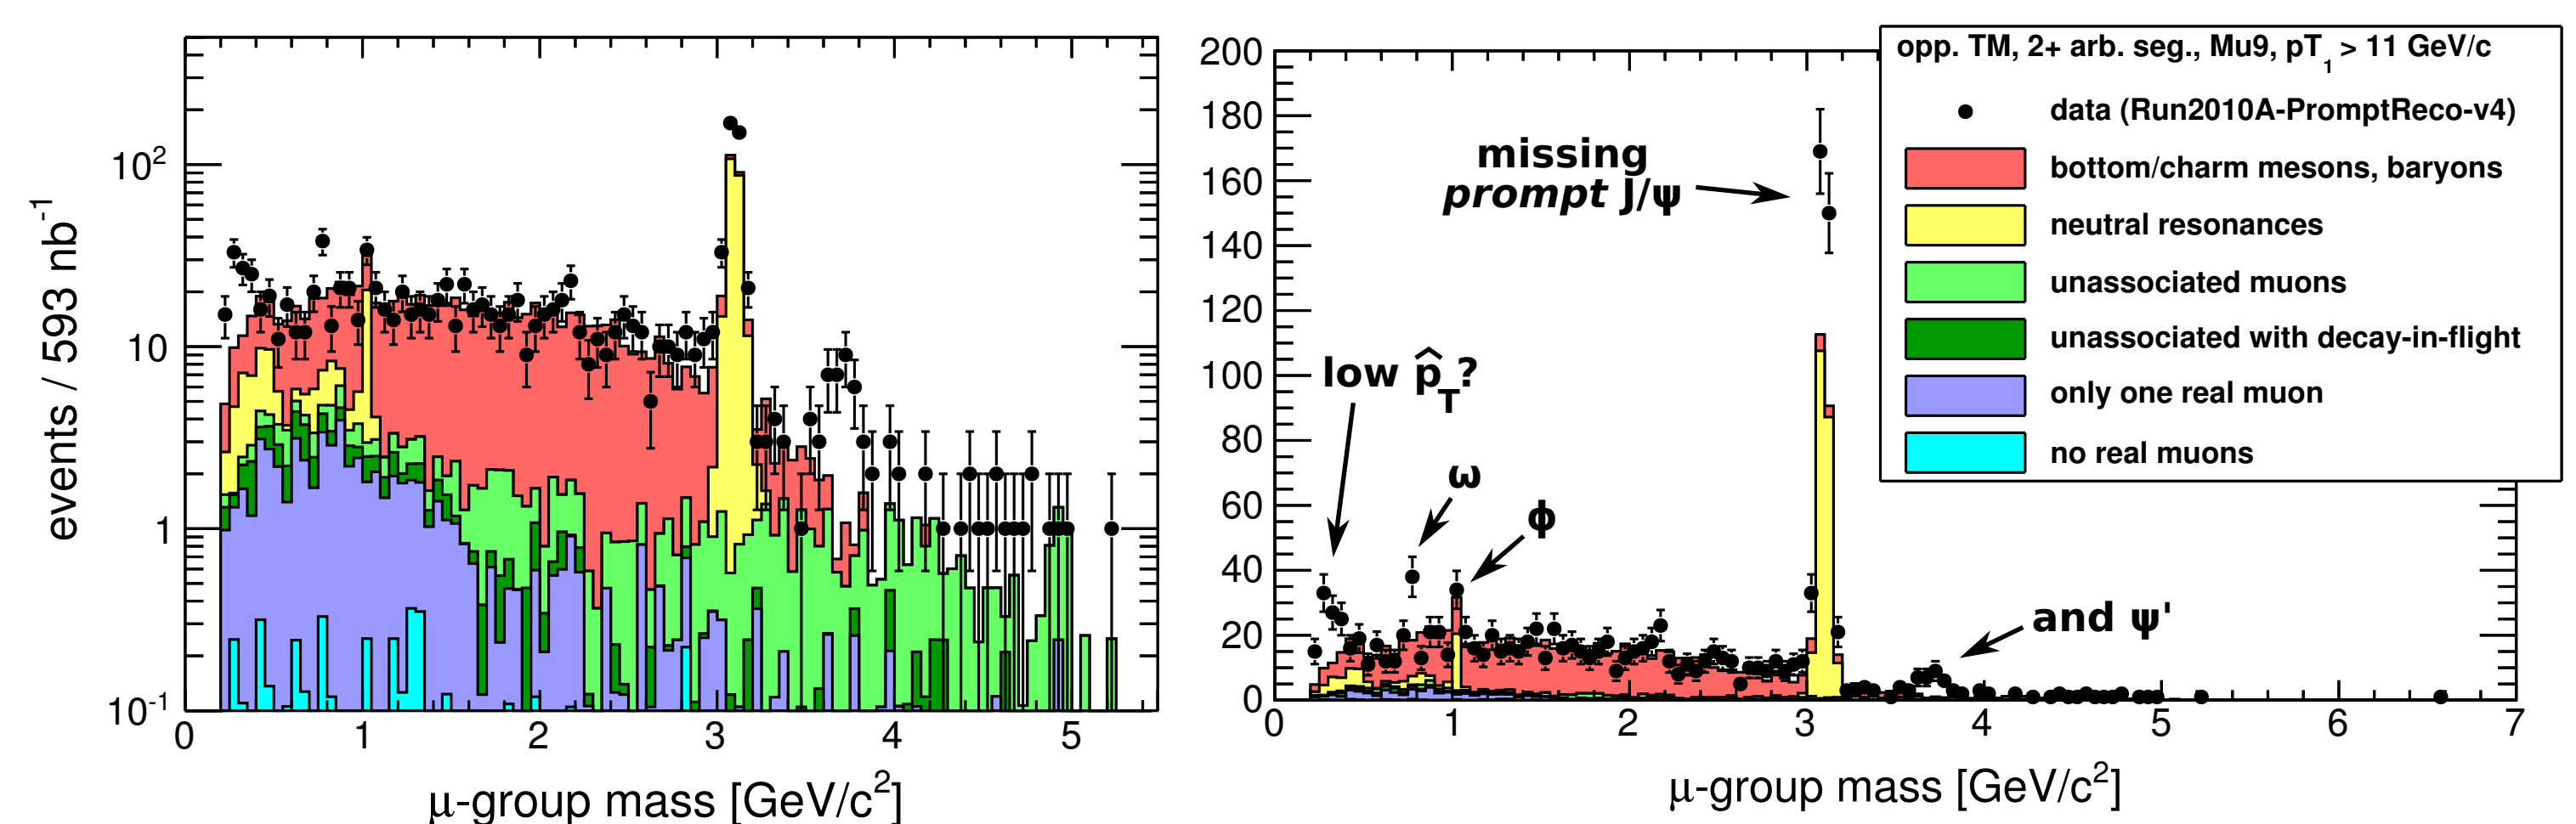 events / 593 nb⁻¹
10²
10
1
10⁻¹
0 1 2 3 4 5
μ-group mass [GeV/c²]
200
180
160
140
120
100
80
60
40
20
0
0 1 2 3 4 5 6 7
μ-group mass [GeV/c²]
missing
prompt J/ψ
low p̂_T?
ω
ϕ
and ψ'
opp. TM, 2+ arb. seg., Mu9, pT₁ > 11 GeV/c
data (Run2010A-PromptReco-v4)
bottom/charm mesons, baryons
neutral resonances
unassociated muons
unassociated with decay-in-flight
only one real muon
no real muons